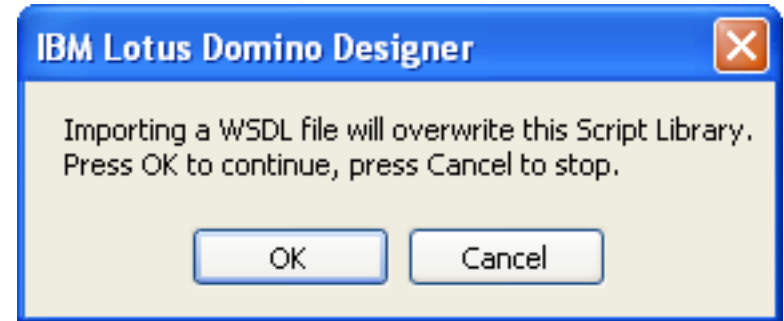 IBM Lotus Domino Designer
Importing a WSDL file will overwrite this Script Library.
Press OK to continue, press Cancel to stop.
OK
Cancel